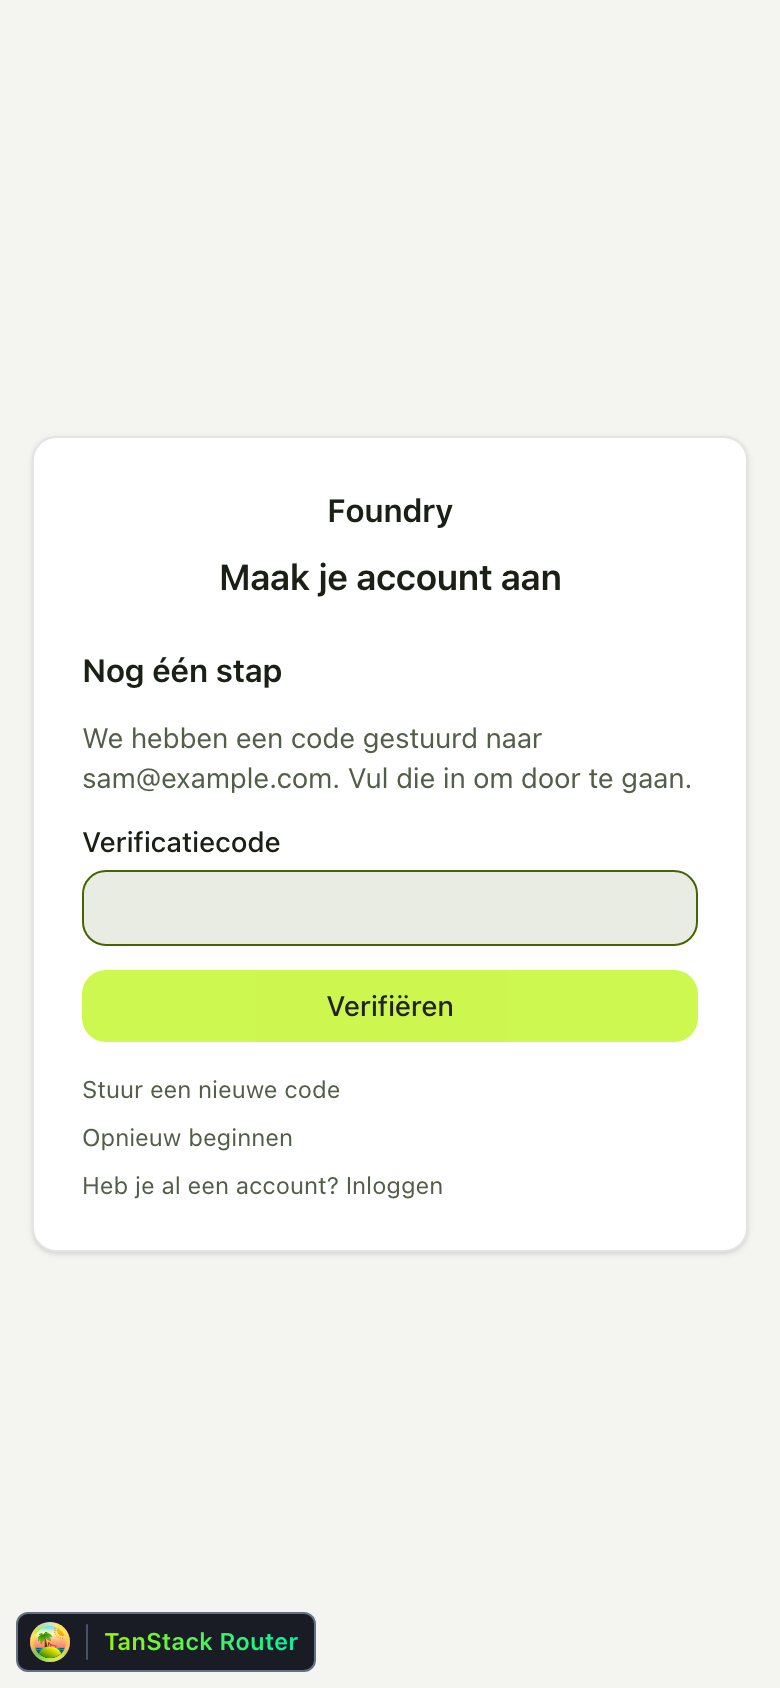 Foundry
Maak je account aan
Nog één stap
We hebben een code gestuurd naar
sam@example.com. Vul die in om door te gaan.
Verificatiecode
Verifiëren
Stuur een nieuwe code
Opnieuw beginnen
Heb je al een account? Inloggen
TanStack Router